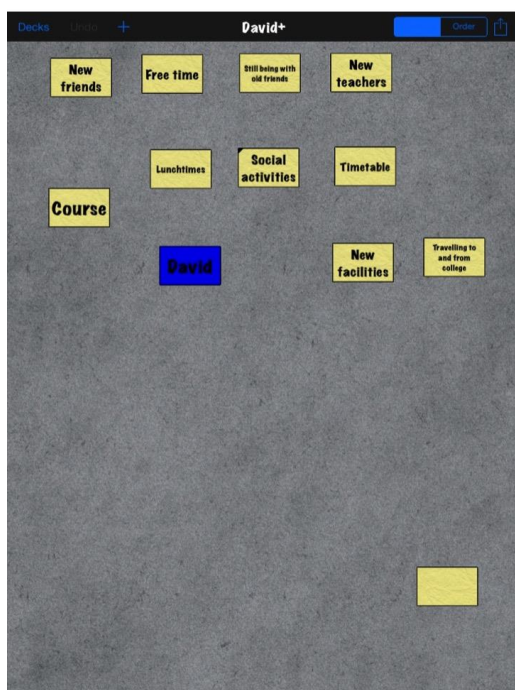 Decks Undo + David+ Order
New
friends
Free time
Still being with
old friends
New
teachers
Lunchtimes
Social
activities
Timetable
Course
David
New
facilities
Travelling to
and from
college